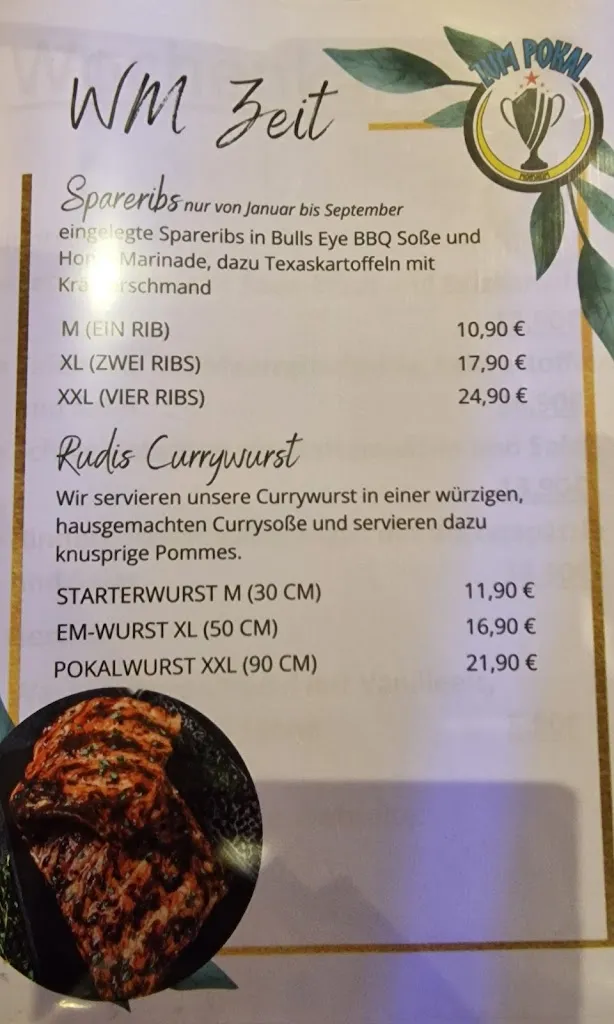 ZUM POKAL
WM Zeit
Spareribs nur von Januar bis September
eingelegte Spareribs in Bulls Eye BBQ Soße und
Marinade, dazu Texaskartoffeln mit
M (EIN RIB) 10,90 €
XL (ZWEI RIBS) 17,90 €
XXL (VIER RIBS) 24,90 €
Rudis Currywurst
Wir servieren unsere Currywurst in einer würzigen,
hausgemachten Currysoße und servieren dazu
knusprige Pommes.
STARTERWURST M (30 CM) 11,90 €
EM-WURST XL (50 CM) 16,90 €
POKALWURST XXL (90 CM) 21,90 €